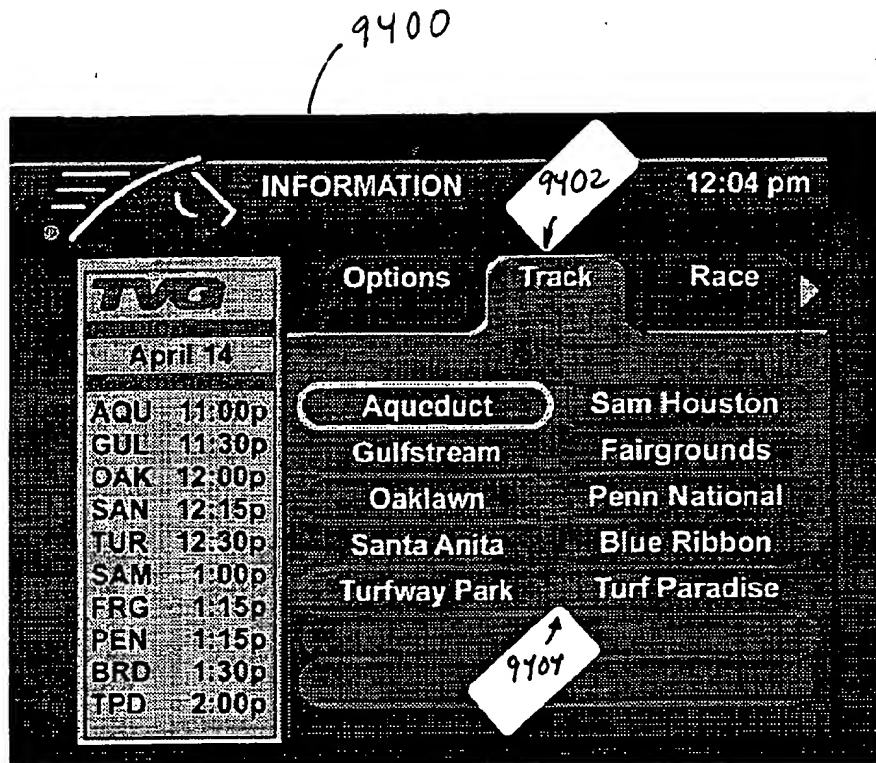 9400
INFORMATION
9402
12:04 pm
®
TVG
Options
Track
Race
April 14
AQU 11:00p
GUL 11:30p
OAK 12:00p
SAN 12:15p
TUR 12:30p
SAM 1:00p
FRG 1:15p
PEN 1:15p
BRD 1:30p
TPD 2:00p
Aqueduct
Sam Houston
Gulfstream
Fairgrounds
Oaklawn
Penn National
Santa Anita
Blue Ribbon
Turfway Park
Turf Paradise
9404